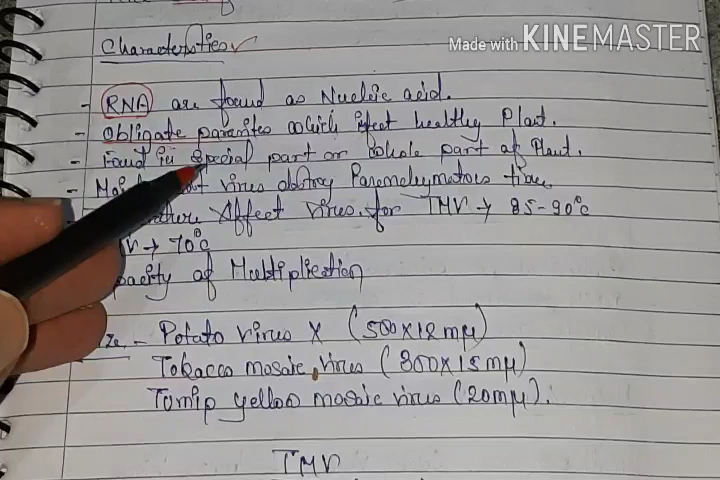 Made with KINEMASTER
Characteristics
- RNA are found as Nucleic acid.
- Obligate parasites which effect healthy Plant.
- Found in special part or whole part of Plant.
- virus destroy Parenchymatous tissue
Affect virus. for TMV → 85-90°C
→ 70°C
of Multiplication
- Potato virus X (500X12 mμ)
Tobacco mosaic virus (300X15mμ)
Turnip yellow mosaic virus (20mμ).
TMV